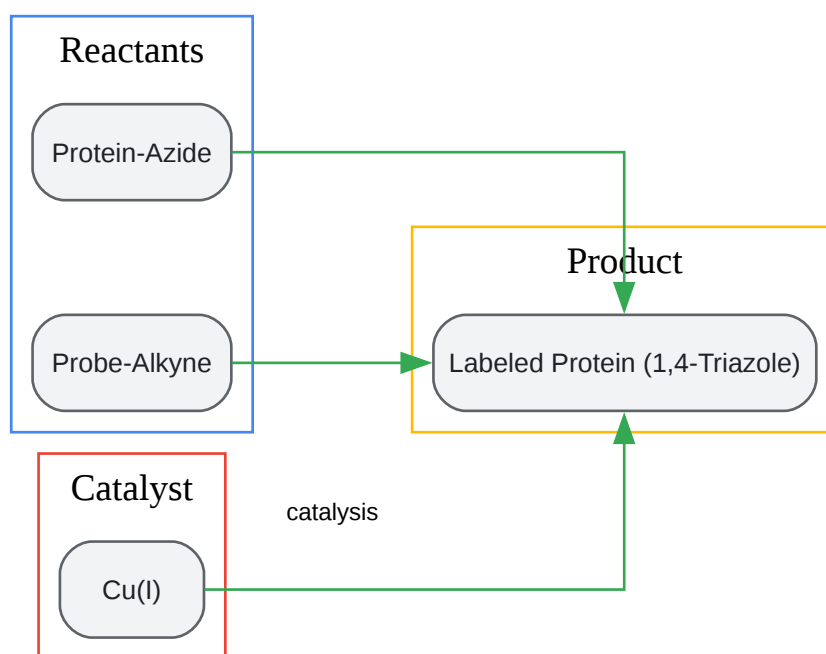 Reactants
Protein-Azide
Probe-Alkyne
Product
Labeled Protein (1,4-Triazole)
Catalyst
catalysis
Cu(I)